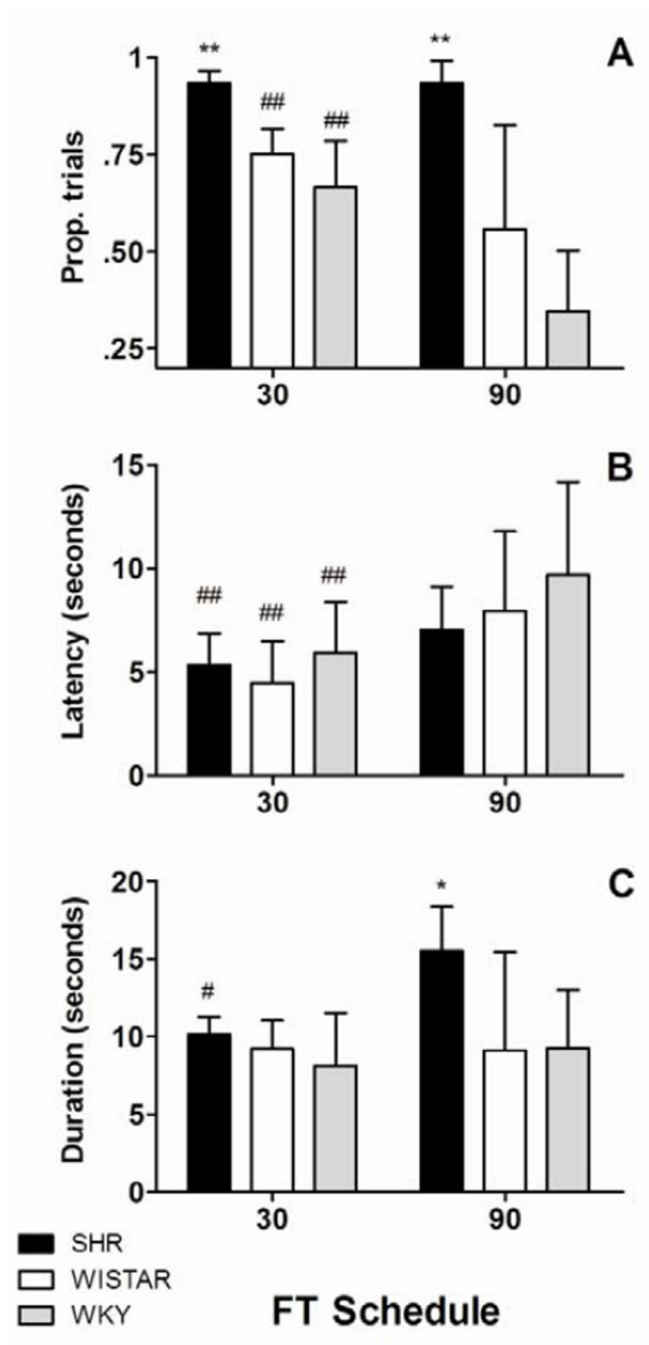 A
**
**
##
##
1
.75
.50
.25
Prop. trials
30
90
B
15
10
5
0
Latency (seconds)
##
##
##
30
90
C
20
15
10
5
0
Duration (seconds)
#
*
30
90
SHR
WISTAR
WKY
FT Schedule